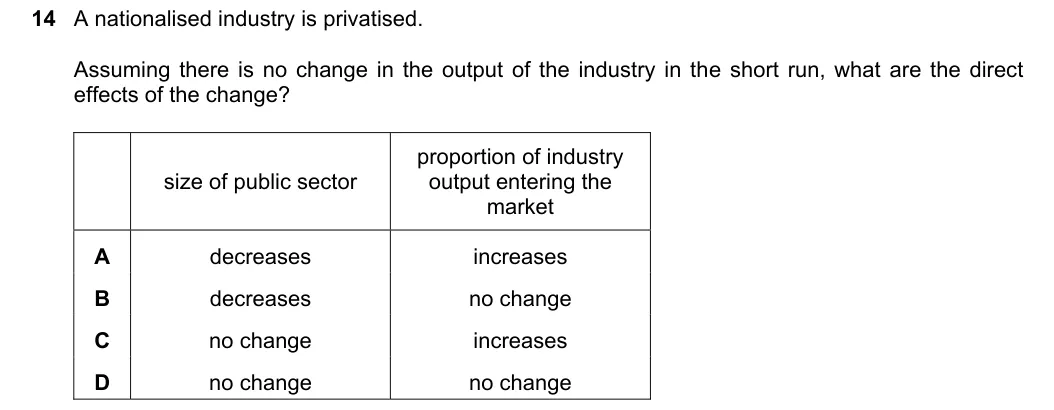 14 A nationalised industry is privatised.
Assuming there is no change in the output of the industry in the short run, what are the direct
effects of the change?
size of public sector
proportion of industry
output entering the
market
A decreases increases
B decreases no change
C no change increases
D no change no change